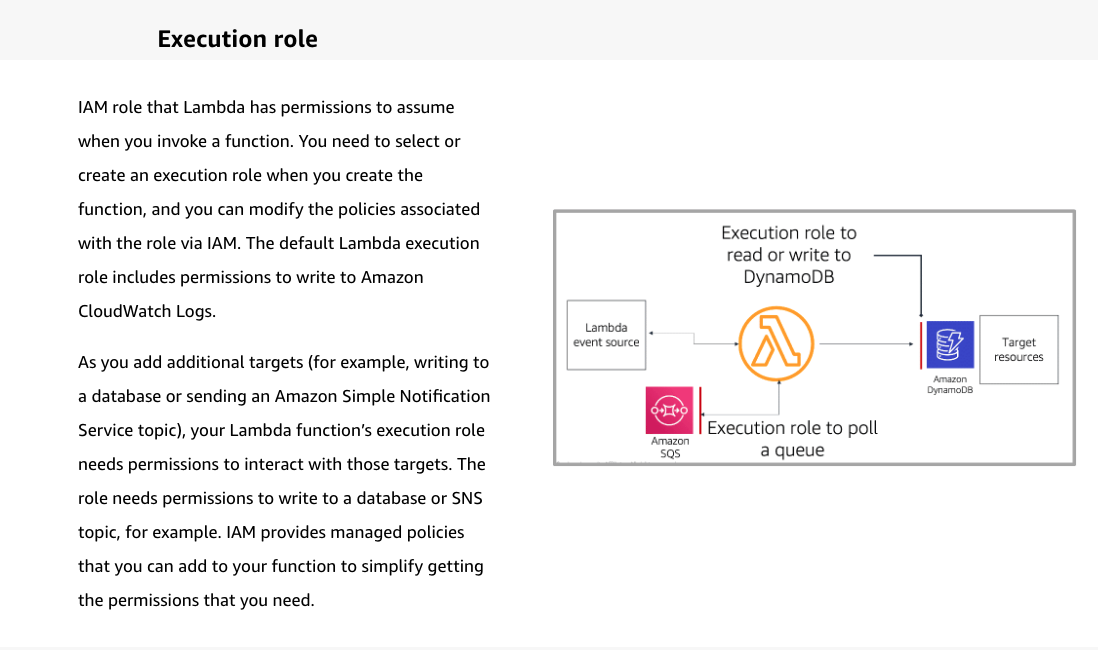 Execution role
IAM role that Lambda has permissions to assume
when you invoke a function. You need to select or
create an execution role when you create the
function, and you can modify the policies associated
with the role via IAM. The default Lambda execution
role includes permissions to write to Amazon
CloudWatch Logs.
As you add additional targets (for example, writing to
a database or sending an Amazon Simple Notification
Service topic), your Lambda function’s execution role
needs permissions to interact with those targets. The
role needs permissions to write to a database or SNS
topic, for example. IAM provides managed policies
that you can add to your function to simplify getting
the permissions that you need.
Execution role to
read or write to
DynamoDB
Lambda
event source
Amazon
DynamoDB
Target
resources
Amazon
SQS
Execution role to poll
a queue